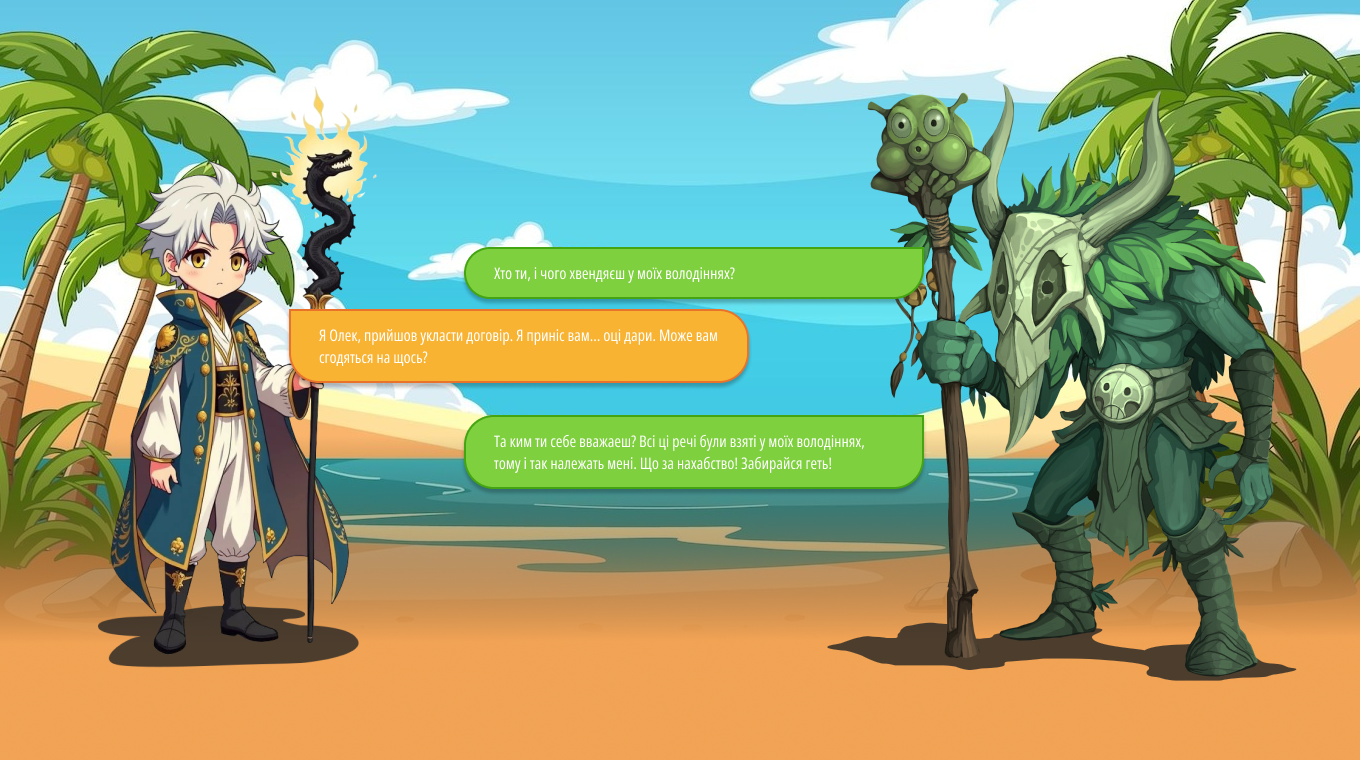 Хто ти, і чого хвендяєш у моїх володіннях?
Я Олек, прийшов укласти договір. Я приніс вам... оці дари. Може вам
сгодяться на щось?
Та ким ти себе вважаеш? Всі ці речі були взяті у моїх володіннях,
тому і так належать мені. Що за нахабство! Забирайся геть!